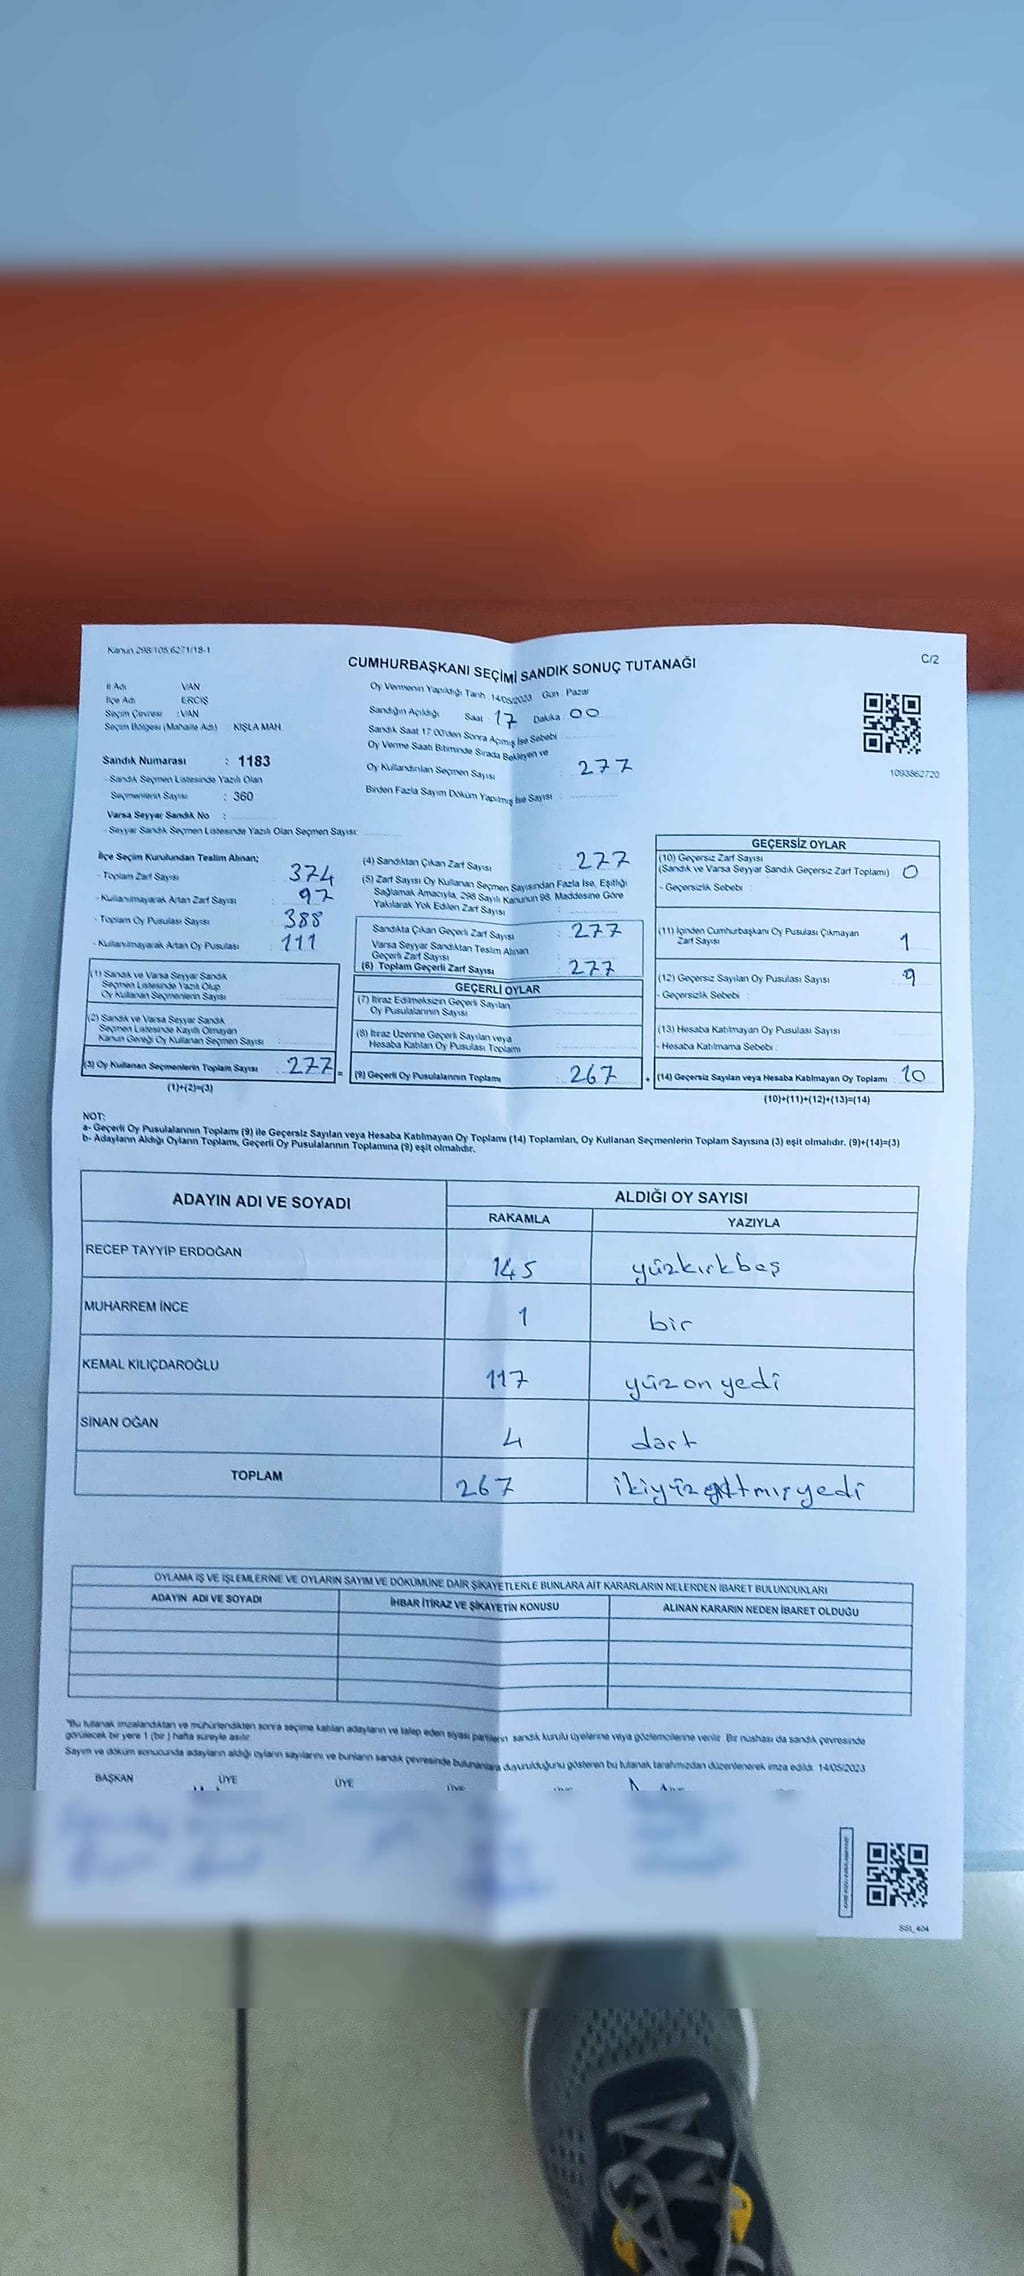 Kanun 298/105,6271/18-1
C/2
CUMHURBAŞKANI SEÇİMİ SANDIK SONUÇ TUTANAĞI
İl Adı VAN
İlçe Adı ERCİŞ
Seçim Çevresi : VAN
Seçim Bölgesi (Mahalle Adı) KIŞLA MAH
Sandık Numarası : 1183
- Sandık Seçmen Listesinde Yazılı Olan
Seçmenlerin Sayısı : 360
Varsa Seyyar Sandık No :
- Seyyar Sandık Seçmen Listesinde Yazılı Olan Seçmen Sayısı:
Oy Vermenin Yapıldığı Tarih 14/05/2023 Gün Pazar
Sandığın Açıldığı Saat 17 Dakika 00
Sandık Saat 17 00'den Sonra Açımış İse Sebebi
Oy Verme Saati Bitiminde Sırada Bekleyen ve
Oy Kullandırılan Seçmen Sayısı 277
Birden Fazla Sayım Döküm Yapılmış İse Sayısı
1093862720
İlçe Seçim Kurulundan Teslim Alınan;
- Toplam Zarf Sayısı 374
- Kullanılmayarak Artan Zarf Sayısı 97
- Toplam Oy Pusulası Sayısı 388
- Kullanılmayarak Artan Oy Pusulası 111
(1) Sandık ve Varsa Seyyar Sandık
Seçmen Listesinde Yazılı Olup
Oy Kullanan Seçmenlerin Sayısı
(2) Sandık ve Varsa Seyyar Sandık
Seçmen Listesinde Kayıtlı Olmayan
Kanun Gereği Oy Kullanan Seçmen Sayısı
(3) Oy Kullanan Seçmenlerin Toplam Sayısı 277 =
(1)+(2)=(3)
(4) Sandıktan Çıkan Zarf Sayısı : 277
(5) Zarf Sayısı Oy Kullanan Seçmen Sayısından Fazla İse, Eşitliği
Sağlamak Amacıyla, 298 Sayılı Kanunun 98. Maddesine Göre
Yakılarak Yok Edilen Zarf Sayısı :
Sandıkta Çıkan Geçerli Zarf Sayısı : 277
Varsa Seyyar Sandıktan Teslim Alınan
Geçerli Zarf Sayısı
(6) Toplam Geçerli Zarf Sayısı 277
GEÇERLİ OYLAR
(7) İtiraz Edilmeksizin Geçerli Sayılan
Oy Pusulalarının Sayısı
(8) İtiraz Üzerine Geçerli Sayılan veya
Hesaba Katılan Oy Pusulası Toplamı
(9) Geçerli Oy Pusulalarının Toplamı 267 +
GEÇERSİZ OYLAR
(10) Geçersiz Zarf Sayısı
(Sandık ve Varsa Seyyar Sandık Geçersiz Zarf Toplamı) 0
- Geçersizlik Sebebi :
(11) İçinden Cumhurbaşkanı Oy Pusulası Çıkmayan
Zarf Sayısı 1
(12) Geçersiz Sayılan Oy Pusulası Sayısı 9
- Geçersizlik Sebebi :
(13) Hesaba Katılmayan Oy Pusulası Sayısı
- Hesaba Katılmama Sebebi :
(14) Geçersiz Sayılan veya Hesaba Katılmayan Oy Toplamı 10
(10)+(11)+(12)+(13)=(14)
NOT:
a- Geçerli Oy Pusulalarının Toplamı (9) ile Geçersiz Sayılan veya Hesaba Katılmayan Oy Toplamı (14) Toplamları, Oy Kullanan Seçmenlerin Toplam Sayısına (3) eşit olmalıdır. (9)+(14)=(3)
b- Adayların Aldığı Oyların Toplamı, Geçerli Oy Pusulalarının Toplamına (9) eşit olmalıdır.
ADAYIN ADI VE SOYADI ALDIĞI OY SAYISI
RAKAMLA YAZIYLA
RECEP TAYYİP ERDOĞAN 145 yüzkırkbeş
MUHARREM İNCE 1 bir
KEMAL KILIÇDAROĞLU 117 yüzonyedi
SİNAN OĞAN 4 dört
TOPLAM 267 ikiyüzaltmışyedi
OYLAMA İŞ VE İŞLEMLERİNE VE OYLARIN SAYIM VE DÖKÜMÜNE DAİR ŞİKAYETLERLE BUNLARA AİT KARARLARIN NELERDEN İBARET BULUNDUKLARI
ADAYIN ADI VE SOYADI İHBAR İTİRAZ VE ŞİKAYETİN KONUSU ALINAN KARARIN NEDEN İBARET OLDUĞU
"Bu tutanak imzalandıktan ve mühürlendikten sonra seçime katılan adayların ve talep eden siyasi partilerin sandık kurulu üyelerine veya gözlemcilerine verilir. Bir nüshası da sandık çevresinde
görülecek bir yere 1 (bir) hafta süreyle asılır
Sayım ve döküm sonucunda adayların aldığı oyların sayılarını ve bunların sandık çevresinde bulunanlara duyurulduğunu gösteren bu tutanak tarafımızdan düzenlenerek imza edildi. 14/05/2023
BAŞKAN ÜYE ÜYE ÜYE
SSI_404